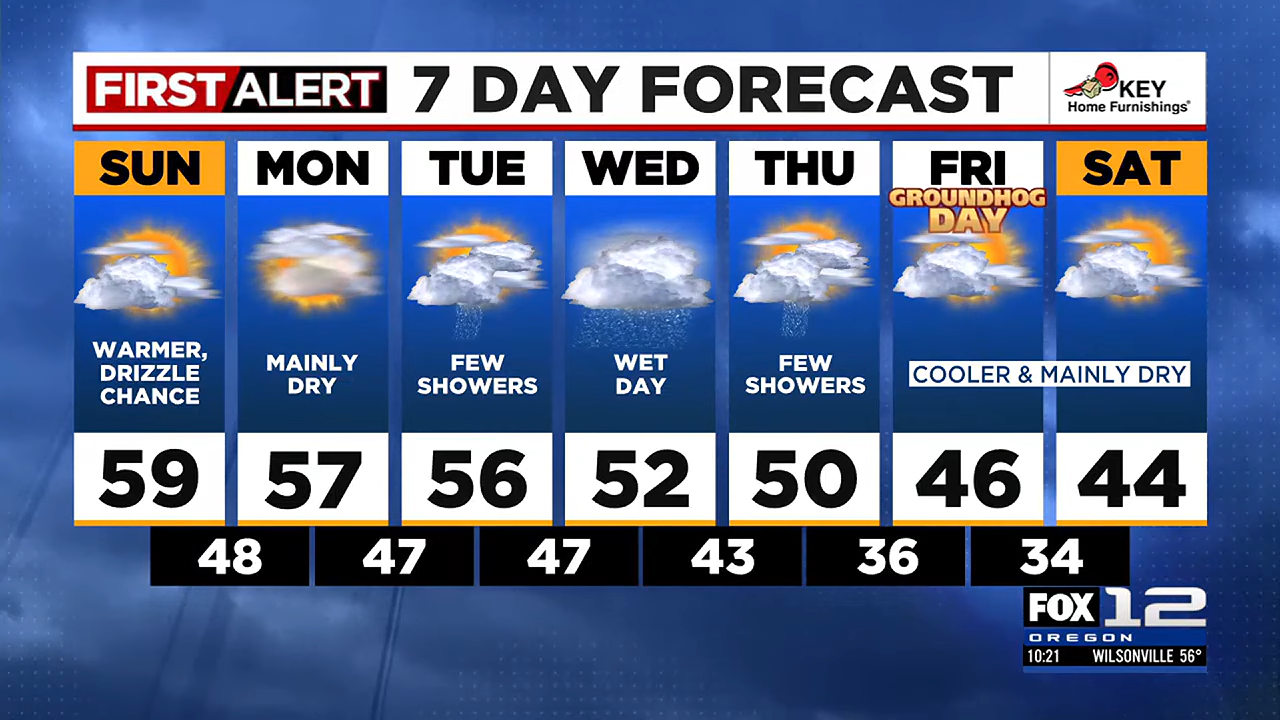 FIRST ALERT 7 DAY FORECAST
KEY
Home Furnishings®
SUN MON TUE WED THU FRI SAT
GROUNDHOG
DAY
WARMER,
DRIZZLE
CHANCE
MAINLY
DRY
FEW
SHOWERS
WET
DAY
FEW
SHOWERS
COOLER & MAINLY DRY
59 57 56 52 50 46 44
48 47 47 43 36 34
FOX 12
OREGON
10:21 WILSONVILLE 56°